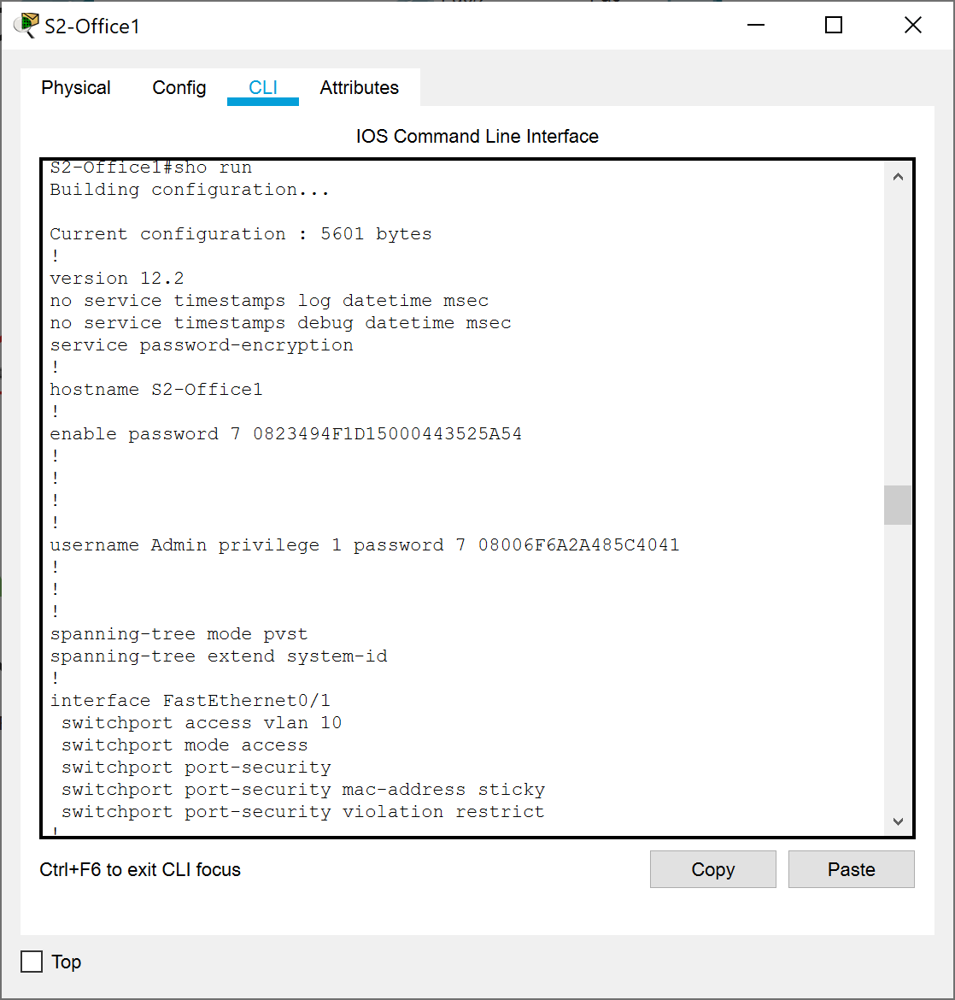 S2-Office1
Physical Config CLI Attributes
IOS Command Line Interface
S2-Office1#sho run
Building configuration...
Current configuration : 5601 bytes
!
version 12.2
no service timestamps log datetime msec
no service timestamps debug datetime msec
service password-encryption
!
hostname S2-Office1
!
enable password 7 0823494F1D15000443525A54
!
!
!
!
username Admin privilege 1 password 7 08006F6A2A485C4041
!
!
!
spanning-tree mode pvst
spanning-tree extend system-id
!
interface FastEthernet0/1
 switchport access vlan 10
 switchport mode access
 switchport port-security
 switchport port-security mac-address sticky
 switchport port-security violation restrict
!
Ctrl+F6 to exit CLI focus
Copy Paste
Top